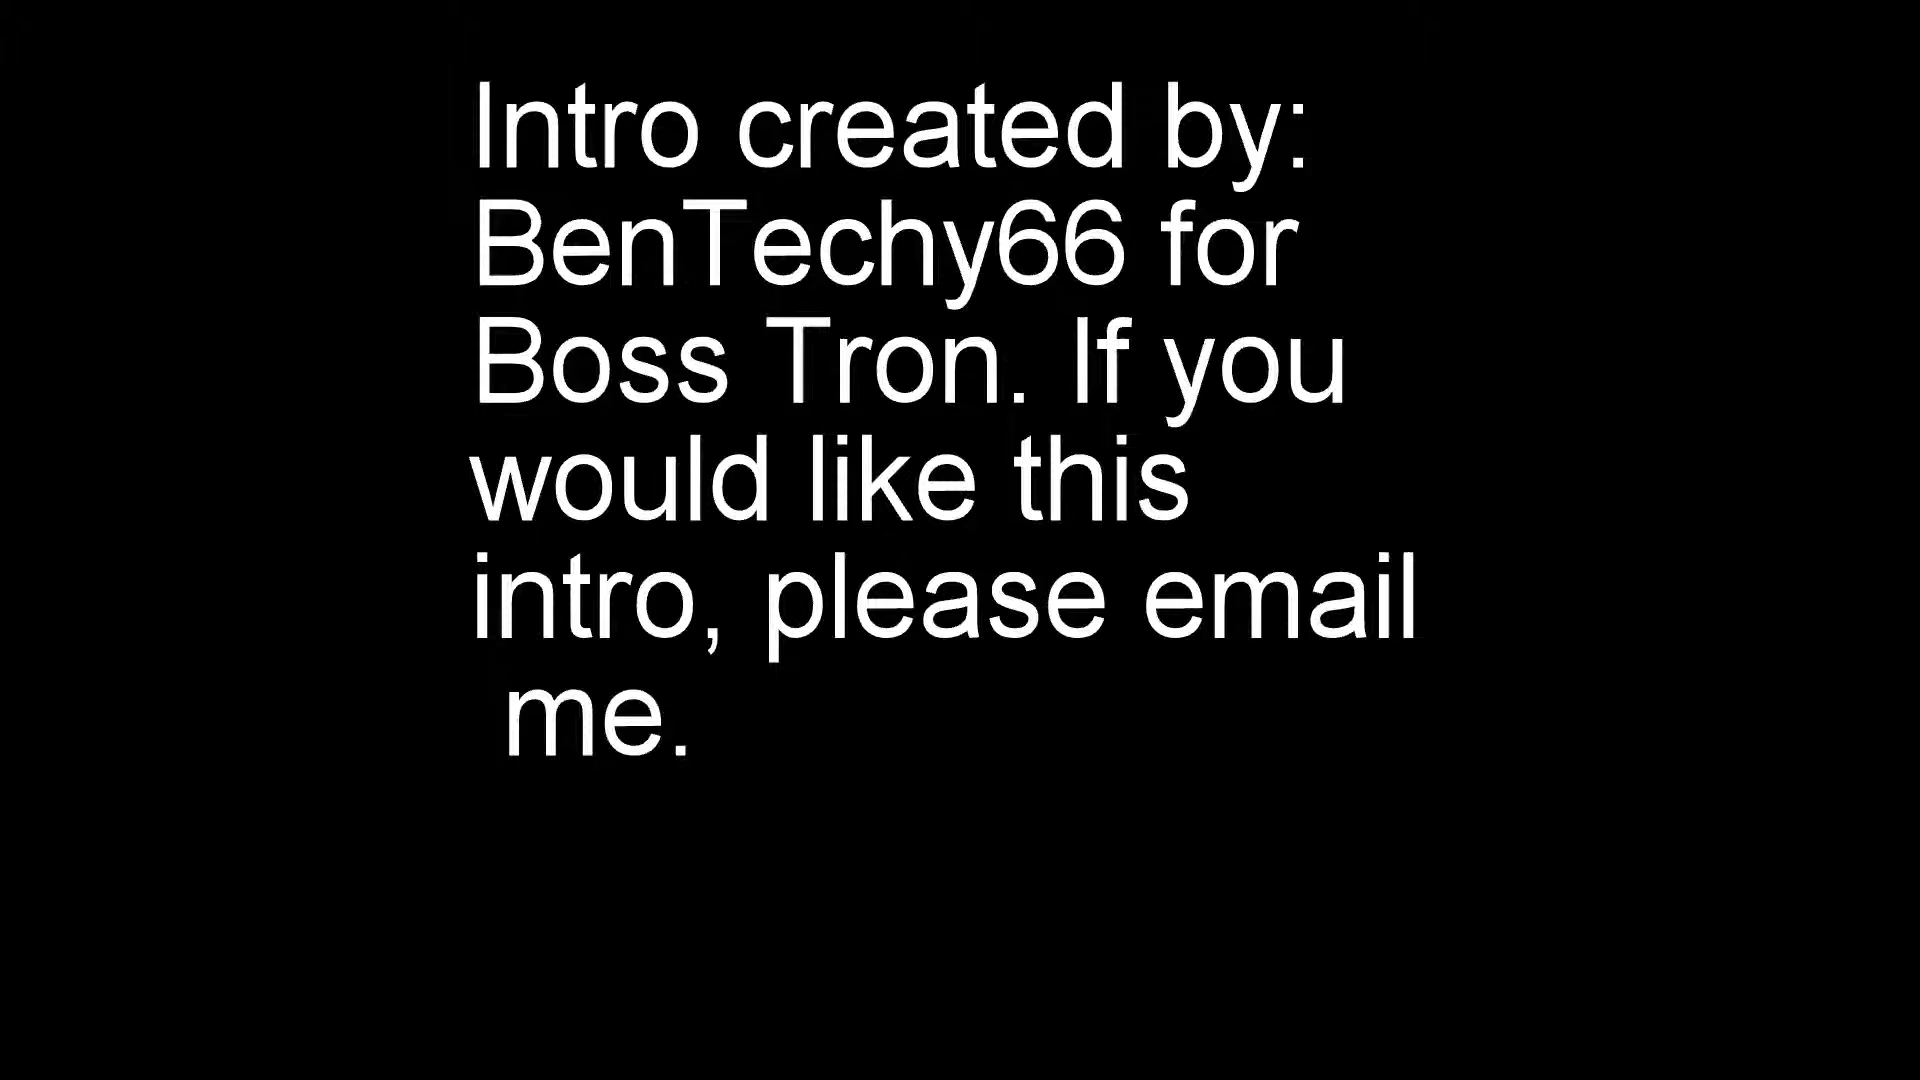 Intro created by:
BenTechy66 for
Boss Tron. If you
would like this
intro, please email
me.